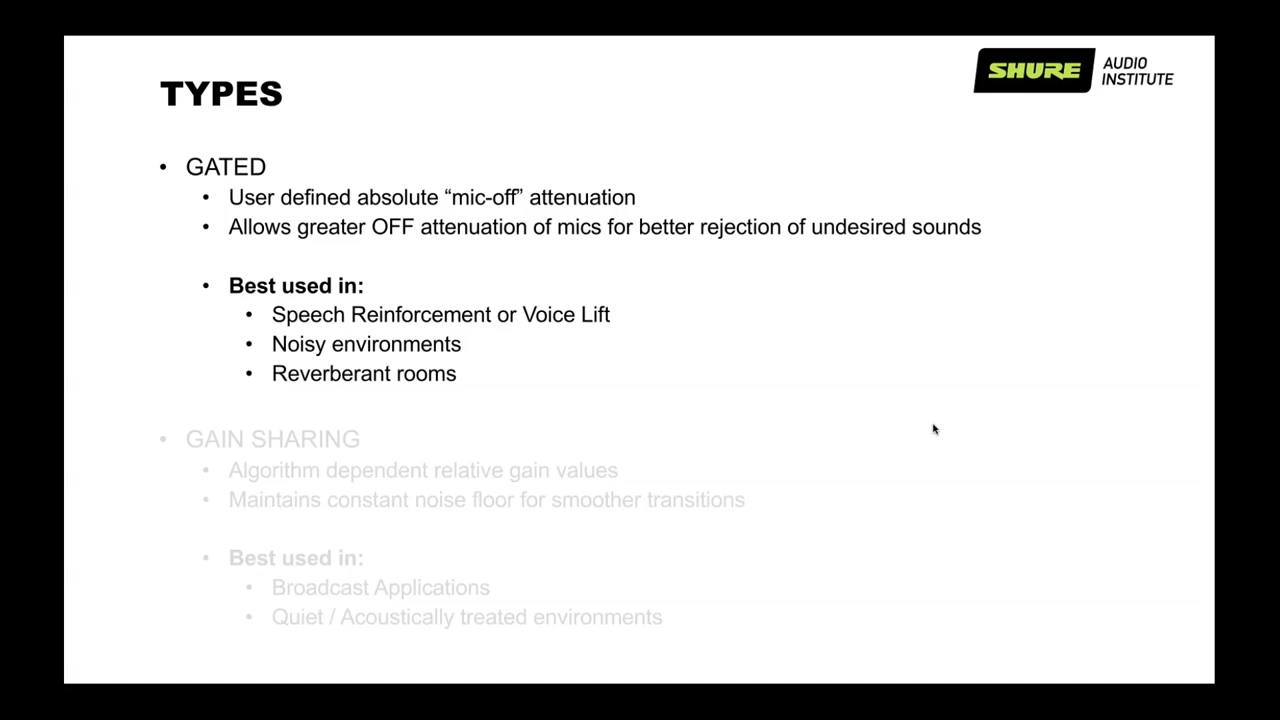 TYPES
SHURE AUDIO INSTITUTE
• GATED
• User defined absolute “mic-off” attenuation
• Allows greater OFF attenuation of mics for better rejection of undesired sounds
• Best used in:
• Speech Reinforcement or Voice Lift
• Noisy environments
• Reverberant rooms
• GAIN SHARING
• Algorithm dependent relative gain values
• Maintains constant noise floor for smoother transitions
• Best used in:
• Broadcast Applications
• Quiet / Acoustically treated environments